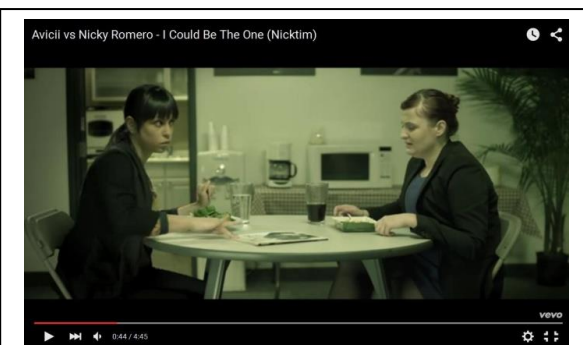 Avicii vs Nicky Romero - I Could Be The One (Nicktim)
vevo
0:44 / 4:45